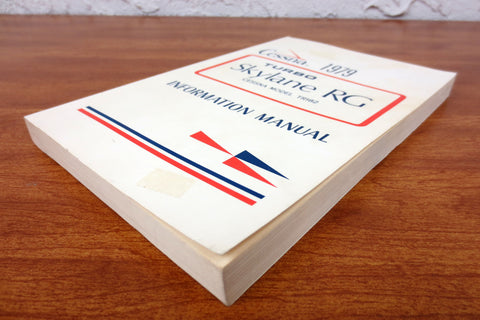 Cessna 1979
TURBO
Skylane RG
CESSNA MODEL TR182
INFORMATION MANUAL